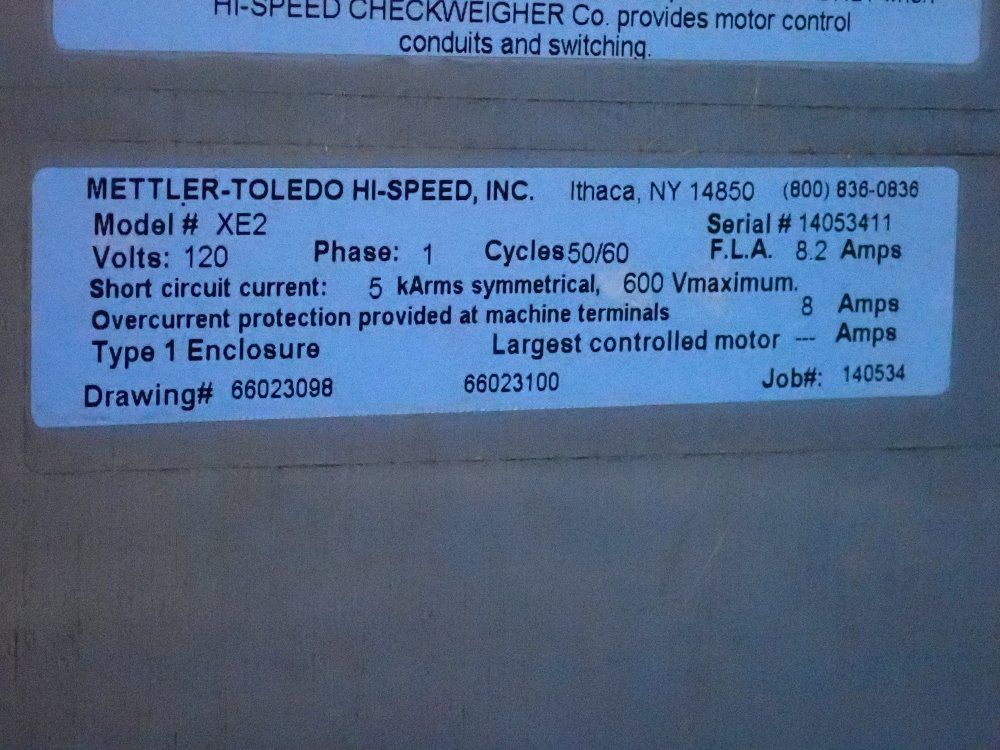 HI-SPEED CHECKWEIGHER Co. provides motor control
conduits and switching.
METTLER-TOLEDO HI-SPEED, INC. Ithaca, NY 14850 (800) 836-0836
Model # XE2 Serial # 14053411
Volts: 120 Phase: 1 Cycles 50/60 F.L.A. 8.2 Amps
Short circuit current: 5 kArms symmetrical, 600 Vmaximum.
Overcurrent protection provided at machine terminals 8 Amps
Type 1 Enclosure Largest controlled motor --- Amps
Drawing# 66023098 66023100 Job#: 140534